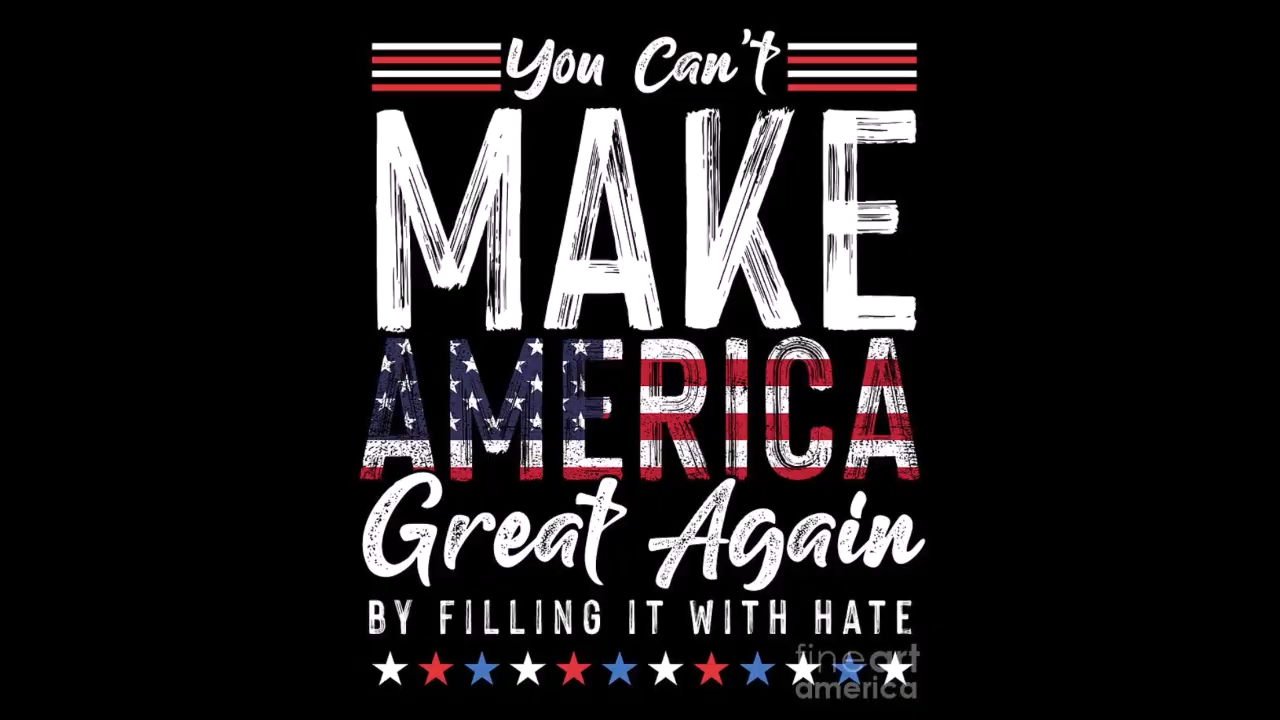 You Can't
MAKE
AMERICA
Great Again
BY FILLING IT WITH HATE
fineart
america